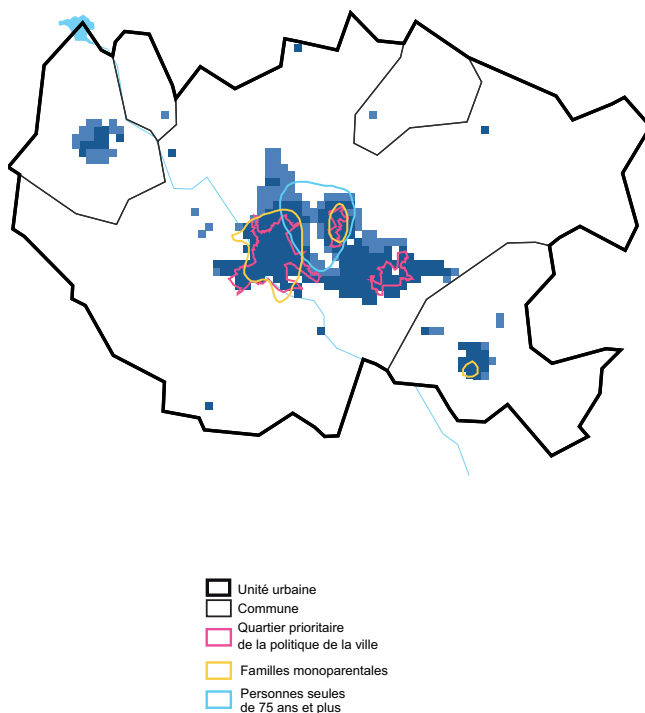 Unité urbaine
Commune
Quartier prioritaire
de la politique de la ville
Familles monoparentales
Personnes seules
de 75 ans et plus